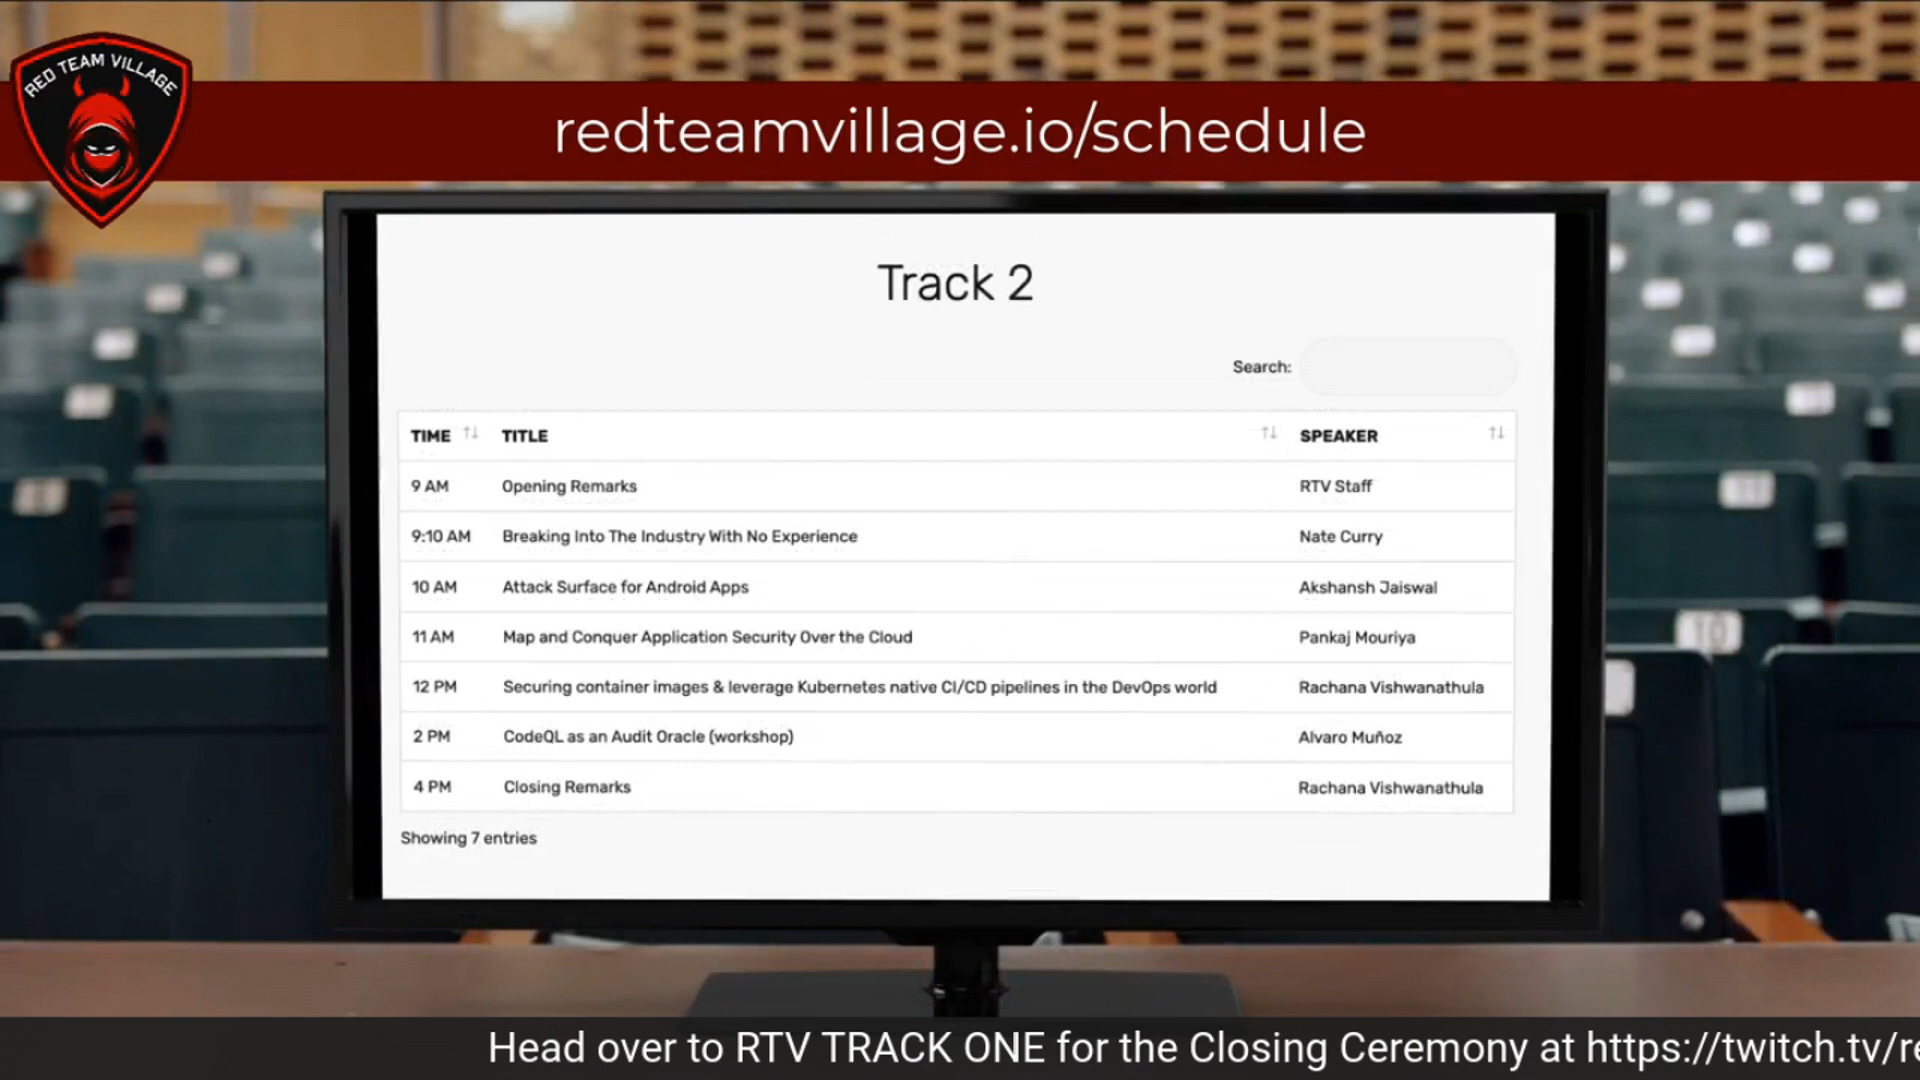 RED TEAM VILLAGE
redteamvillage.io/schedule
Track 2
Search:
TIME TITLE SPEAKER
9 AM Opening Remarks RTV Staff
9:10 AM Breaking Into The Industry With No Experience Nate Curry
10 AM Attack Surface for Android Apps Akshansh Jaiswal
11 AM Map and Conquer Application Security Over the Cloud Pankaj Mouriya
12 PM Securing container images & leverage Kubernetes native CI/CD pipelines in the DevOps world Rachana Vishwanathula
2 PM CodeQL as an Audit Oracle (workshop) Alvaro Muñoz
4 PM Closing Remarks Rachana Vishwanathula
Showing 7 entries
10
Head over to RTV TRACK ONE for the Closing Ceremony at https://twitch.tv/re